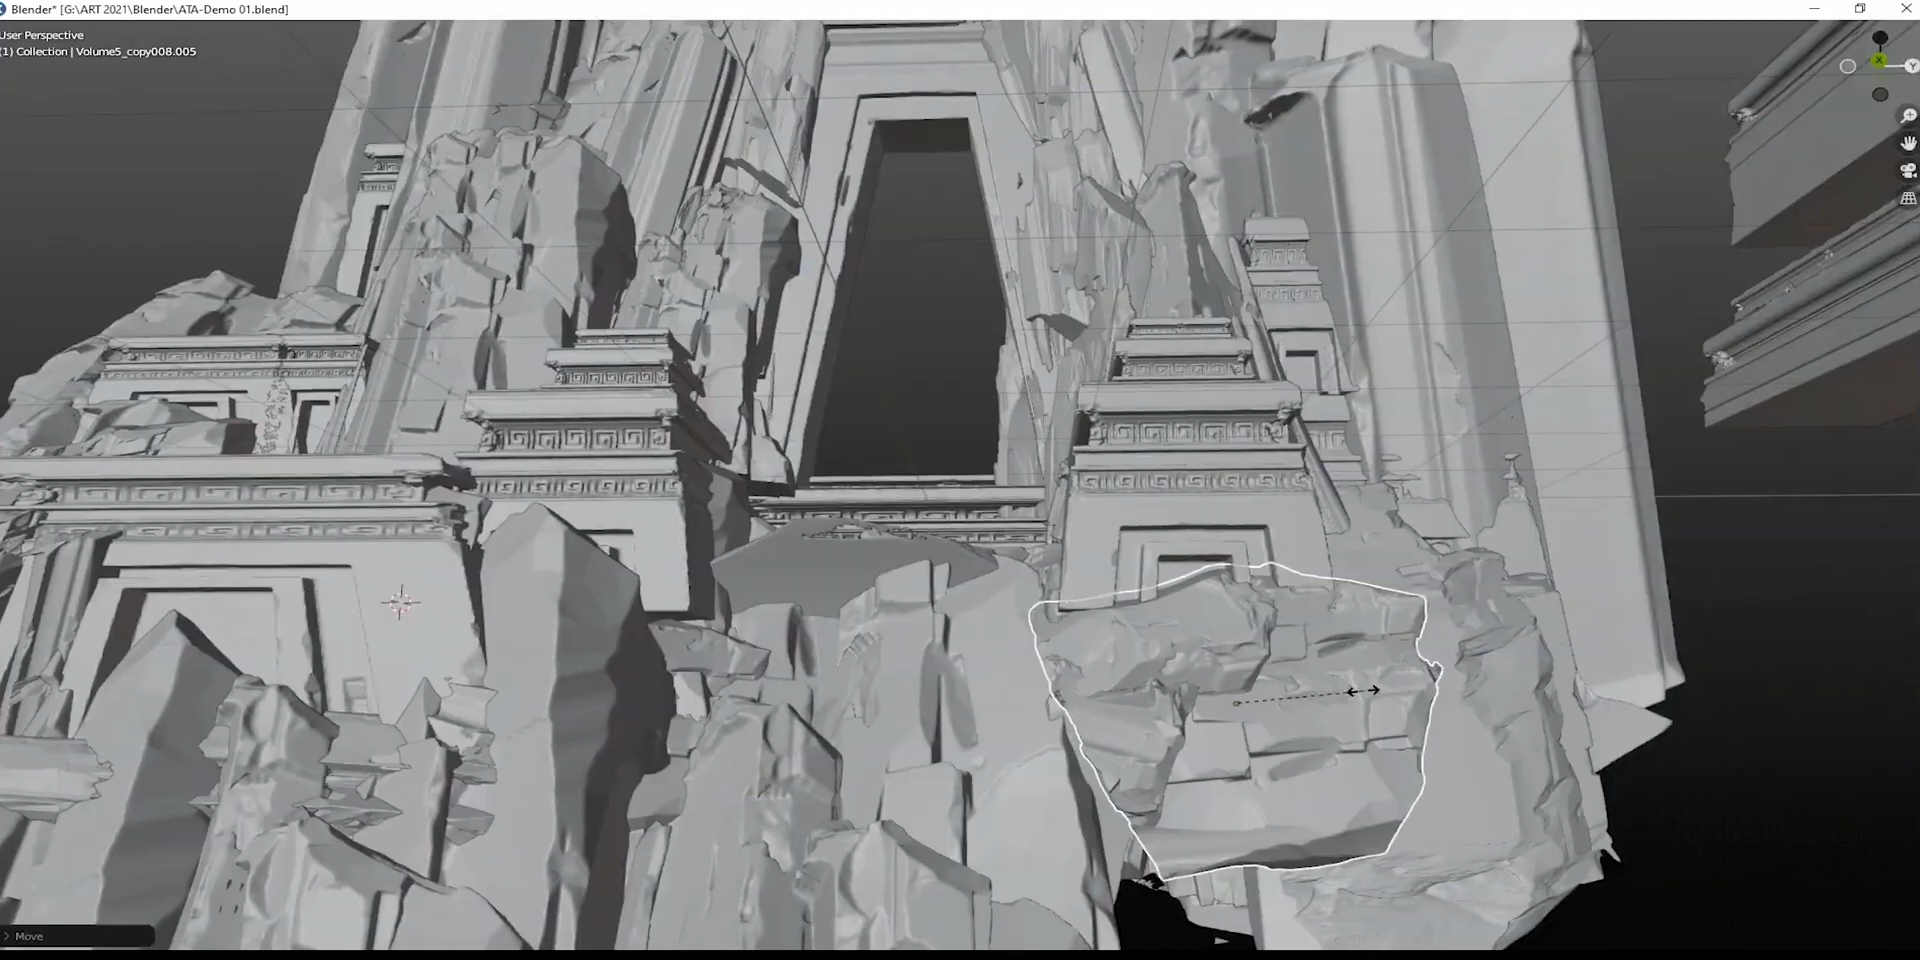 Blender* [G:\ART 2021\Blender\ATA-Demo 01.blend]
User Perspective
(1) Collection | Volume5_copy008.005
X
Y
Move